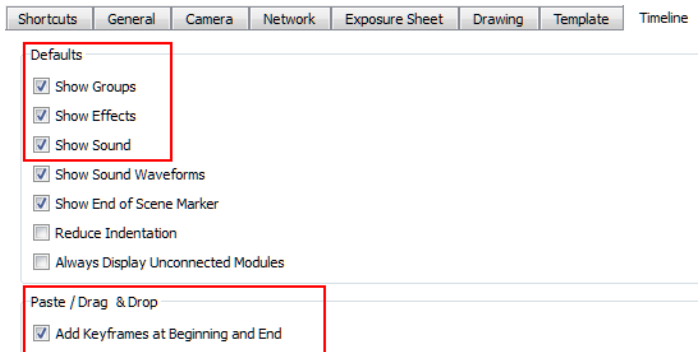 Shortcuts General Camera Network Exposure Sheet Drawing Template Timeline
Defaults
Show Groups
Show Effects
Show Sound
Show Sound Waveforms
Show End of Scene Marker
Reduce Indentation
Always Display Unconnected Modules
Paste / Drag & Drop
Add Keyframes at Beginning and End